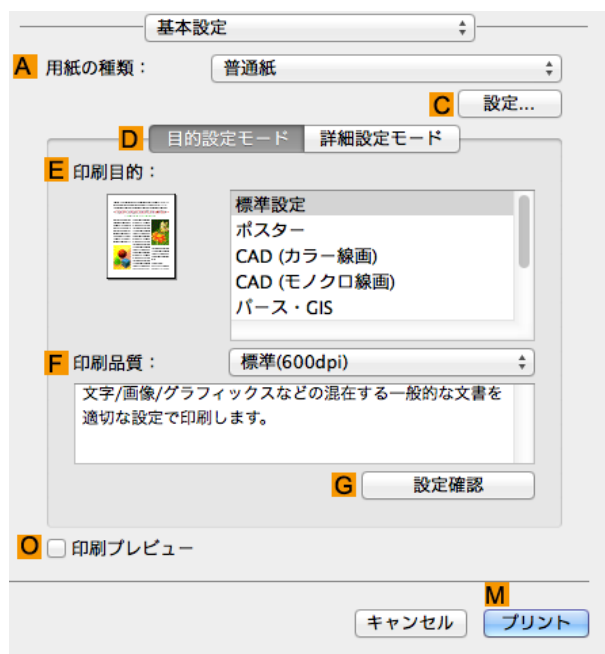 基本設定
A 用紙の種類： 普通紙
C 設定...
D 目的設定モード 詳細設定モード
E 印刷目的：
標準設定
ポスター
CAD (カラー線画)
CAD (モノクロ線画)
パース・GIS
F 印刷品質： 標準(600dpi)
文字/画像/グラフィックスなどの混在する一般的な文書を
適切な設定で印刷します。
G 設定確認
O 印刷プレビュー
M
キャンセル プリント